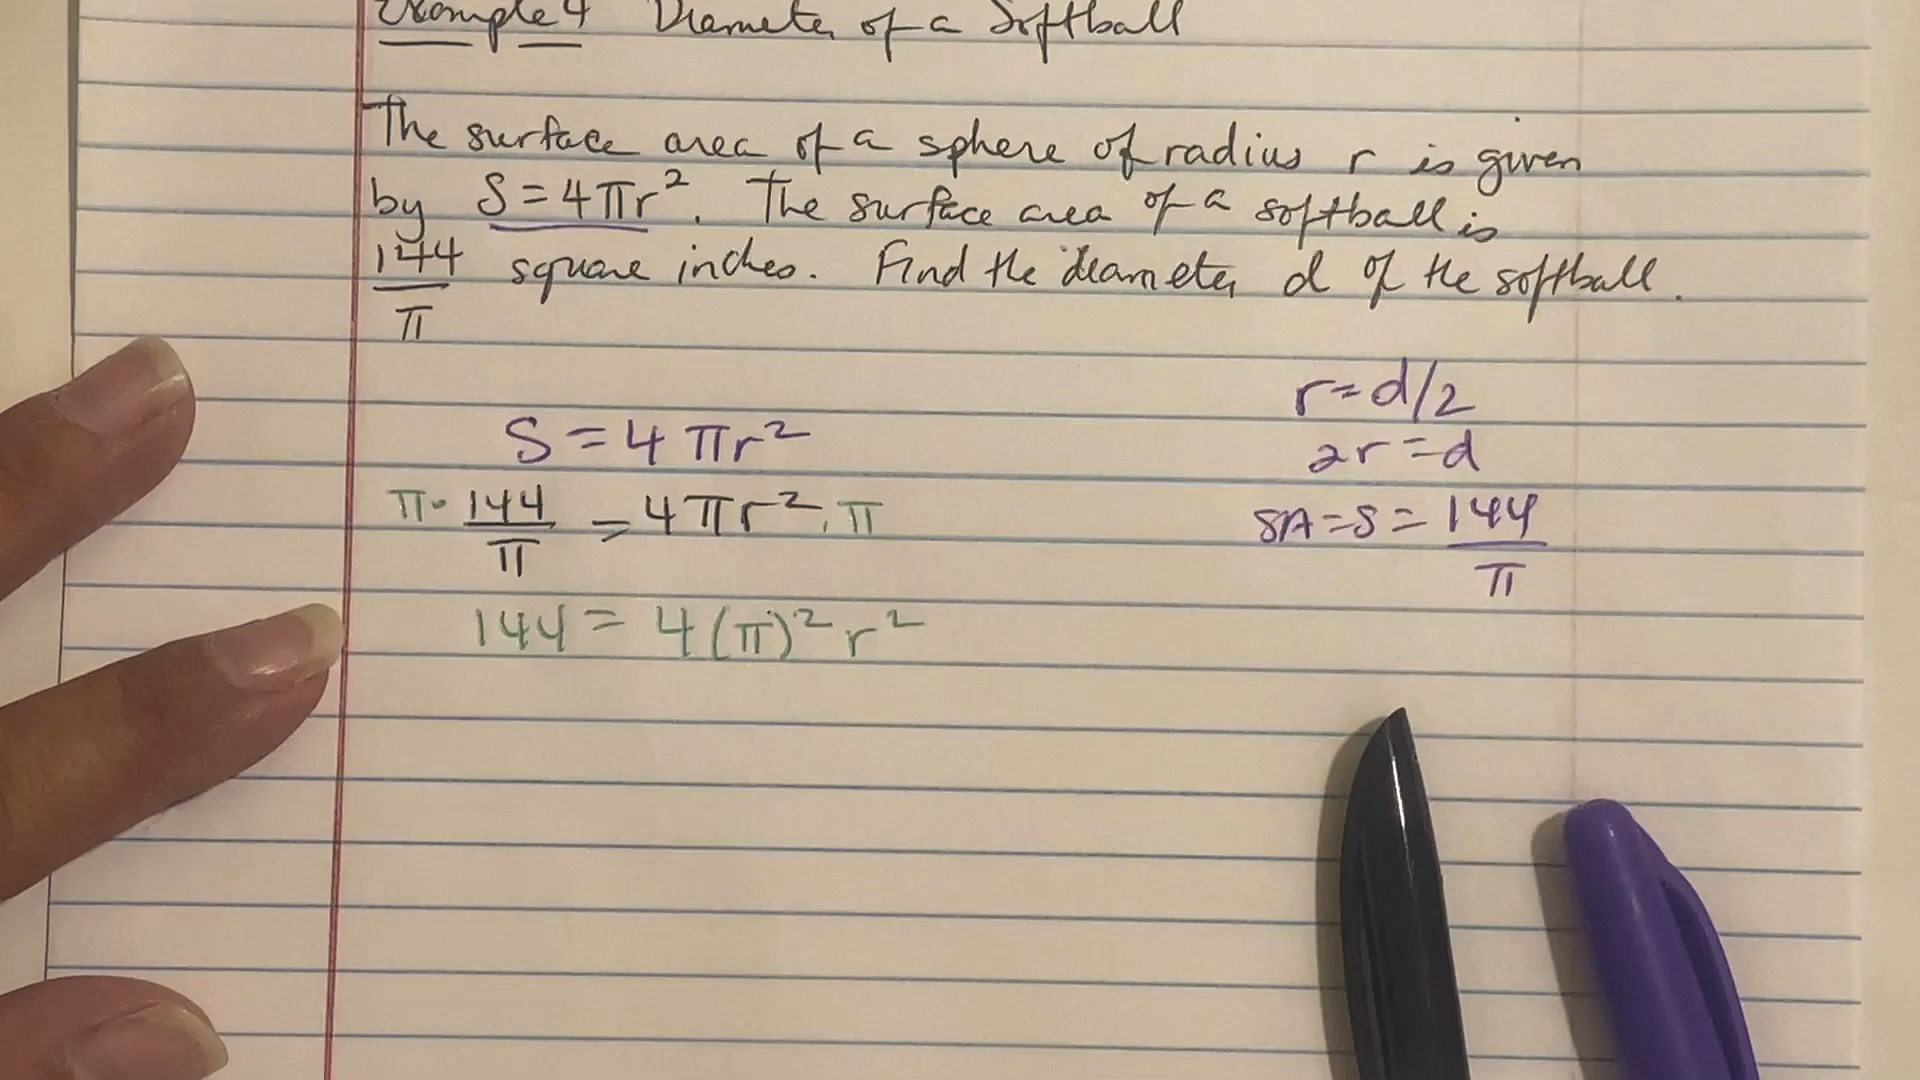 Example 4 Diameter of a Softball
The surface area of a sphere of radius r is given
by S = 4πr². The surface area of a softball is
144/π square inches. Find the diameter d of the softball.
r = d/2
S = 4πr²
2r = d
π · 144/π = 4πr² · π
SA = S = 144/π
144 = 4(π)² r²